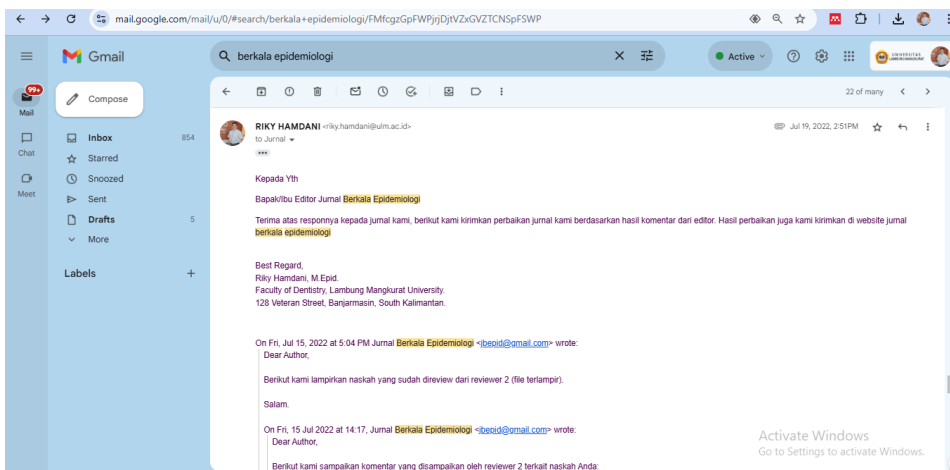 mail.google.com/mail/u/0/#search/berkala+epidemiologi/FMfcgzGpFWPjrjDjtVZxGVZTCNSpFSWP
Gmail
berkala epidemiologi
Active
UNIVERSITAS
LAMBUNG MANGKURAT
99+
Mail
Compose
22 of many
Chat
Meet
Inbox 854
Starred
Snoozed
Sent
Drafts 5
More
Labels
RIKY HAMDANI <riky.hamdani@ulm.ac.id>
Jul 19, 2022, 2:51PM
to Jurnal
Kepada Yth
Bapak/Ibu Editor Jurnal Berkala Epidemiologi
Terima atas responnya kepada jurnal kami, berikut kami kirimkan perbaikan jurnal kami berdasarkan hasil komentar dari editor. Hasil perbaikan juga kami kirimkan di website jurnal
berkala epidemiologi
Best Regard,
Riky Hamdani, M.Epid.
Faculty of Dentistry, Lambung Mangkurat University.
128 Veteran Street, Banjarmasin, South Kalimantan.
On Fri, Jul 15, 2022 at 5:04 PM Jurnal Berkala Epidemiologi <jbepid@gmail.com> wrote:
Dear Author,
Berikut kami lampirkan naskah yang sudah direview dari reviewer 2 (file terlampir).
Salam.
On Fri, 15 Jul 2022 at 14:17, Jurnal Berkala Epidemiologi <jbepid@gmail.com> wrote:
Dear Author,
Berikut kami sampaikan komentar yang disampaikan oleh reviewer 2 terkait naskah Anda:
Activate Windows
Go to Settings to activate Windows.